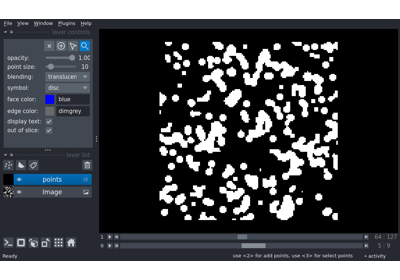 File View Window Plugins Help
layer controls
opacity: 1.00
point size: 10
blending: translucen
symbol: disc
face color: blue
edge color: dimgrey
display text:
out of slice:
layer list
points
Image
1 64 127
0 5 9
Ready use <2> for add points, use <3> for select points activity